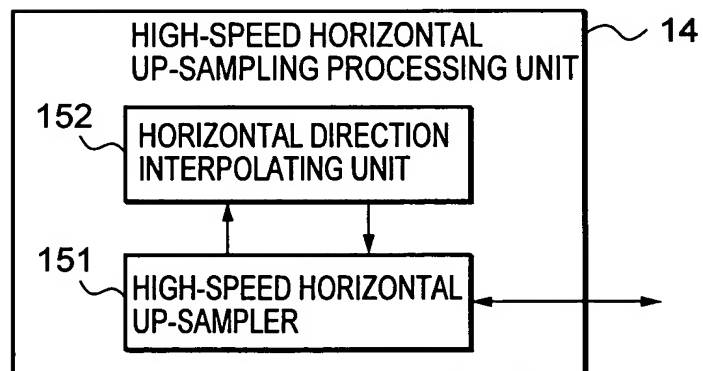 HIGH-SPEED HORIZONTAL
UP-SAMPLING PROCESSING UNIT
14
152
HORIZONTAL DIRECTION
INTERPOLATING UNIT
151
HIGH-SPEED HORIZONTAL
UP-SAMPLER